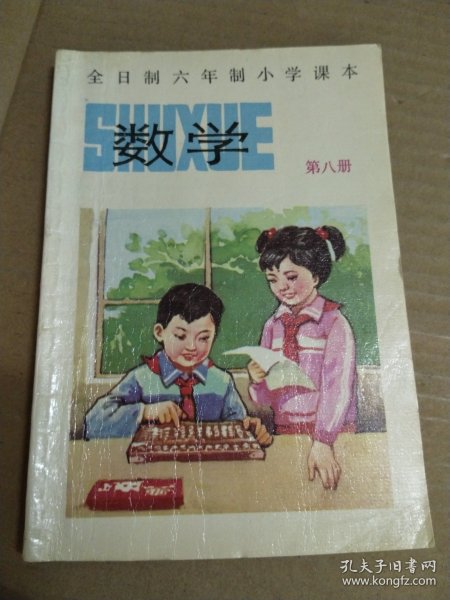 全日制六年制小学课本
SHUXUE
数学
第八册
孔夫子旧书网
www.kongfz.com